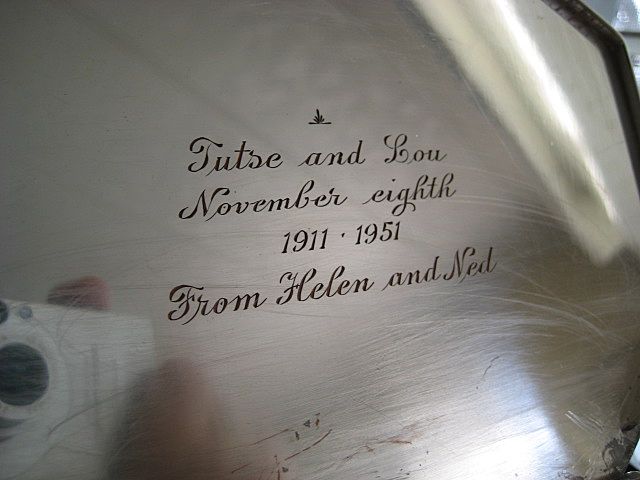 Tutse and Lou
November eighth
1911 · 1951
From Helen and Ned